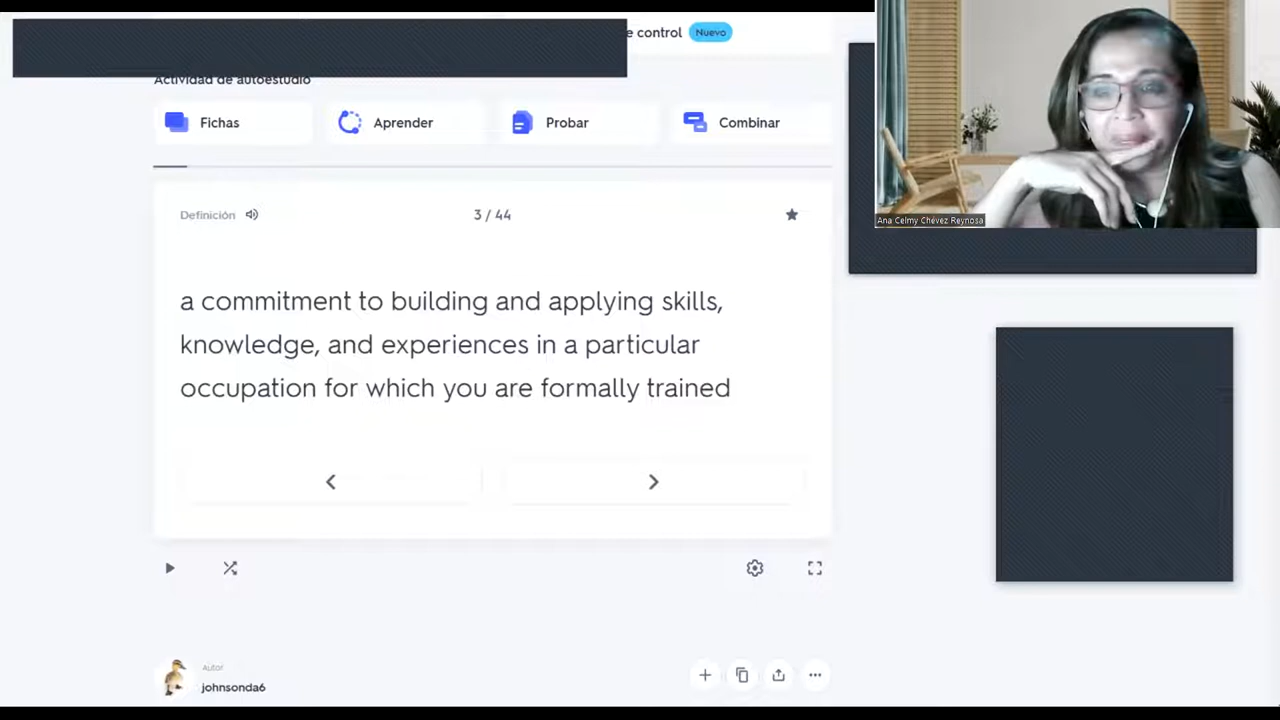 e control Nuevo
Actividad de autoestudio
Fichas Aprender Probar Combinar
Definición 3 / 44
a commitment to building and applying skills,
knowledge, and experiences in a particular
occupation for which you are formally trained
Autor
johnsonda6
Ana Celmy Chévez Reynosa